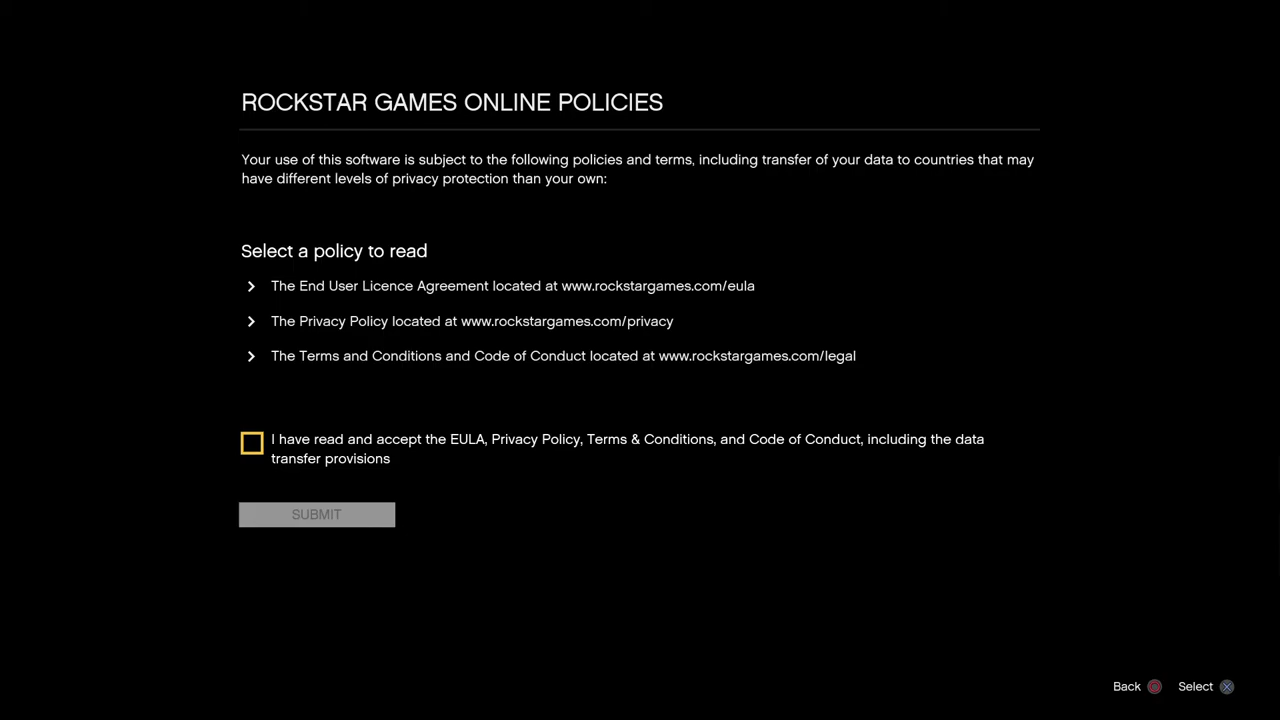 ROCKSTAR GAMES ONLINE POLICIES
Your use of this software is subject to the following policies and terms, including transfer of your data to countries that may
have different levels of privacy protection than your own:
Select a policy to read
The End User Licence Agreement located at www.rockstargames.com/eula
The Privacy Policy located at www.rockstargames.com/privacy
The Terms and Conditions and Code of Conduct located at www.rockstargames.com/legal
I have read and accept the EULA, Privacy Policy, Terms & Conditions, and Code of Conduct, including the data
transfer provisions
SUBMIT
Back Select